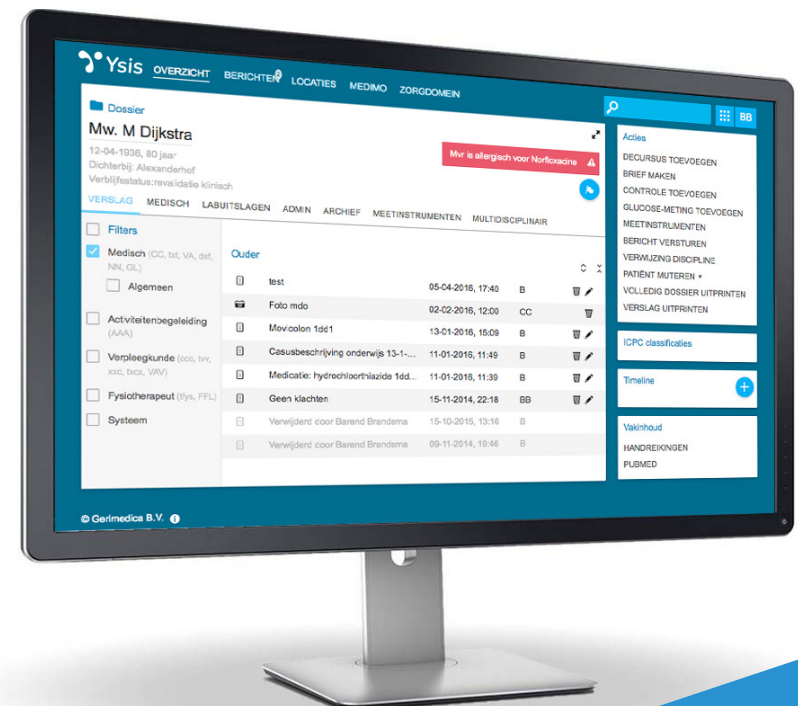 Ysis OVERZICHT BERICHTEN LOCATIES MEDIMO ZORGDOMEIN
BB
Dossier
Mw. M Dijkstra
12-04-1936, 80 jaar
Dichterbij: Alexanderhof
Verblijfsstatus:revalidatie klinisch
Mvr is allergisch voor Norfloxacine
VERSLAG MEDISCH LABUITSLAGEN ADMIN ARCHIEF MEETINSTRUMENTEN MULTIDISCIPLINAIR
Filters
Medisch (CC, txt, VA, dsf,
NN, GL)
Algemeen
Activiteitenbegeleiding
(AAA)
Verpleegkunde (ccc, tvv,
xxc, txcx, VAV)
Fysiotherapeut (tfys, FFL)
Systeem
Ouder
test 05-04-2016, 17:40 B
Foto mdo 02-02-2016, 12:00 CC
Movicolon 1dd1 13-01-2016, 15:09 B
Casusbeschrijving onderwijs 13-1-... 11-01-2016, 11:49 B
Medicatie: hydrochloorthiazide 1dd... 11-01-2016, 11:39 B
Geen klachten 15-11-2014, 22:18 BB
Verwijderd door Barend Brandsma 15-10-2015, 13:16 B
Verwijderd door Barend Brandsma 09-11-2014, 19:46 B
Acties
DECURSUS TOEVOEGEN
BRIEF MAKEN
CONTROLE TOEVOEGEN
GLUCOSE-METING TOEVOEGEN
MEETINSTRUMENTEN
BERICHT VERSTUREN
VERWIJZING DISCIPLINE
PATIËNT MUTEREN
VOLLEDIG DOSSIER UITPRINTEN
VERSLAG UITPRINTEN
ICPC classificaties
Timeline
Vakinhoud
HANDREIKINGEN
PUBMED
© Gerimedica B.V.